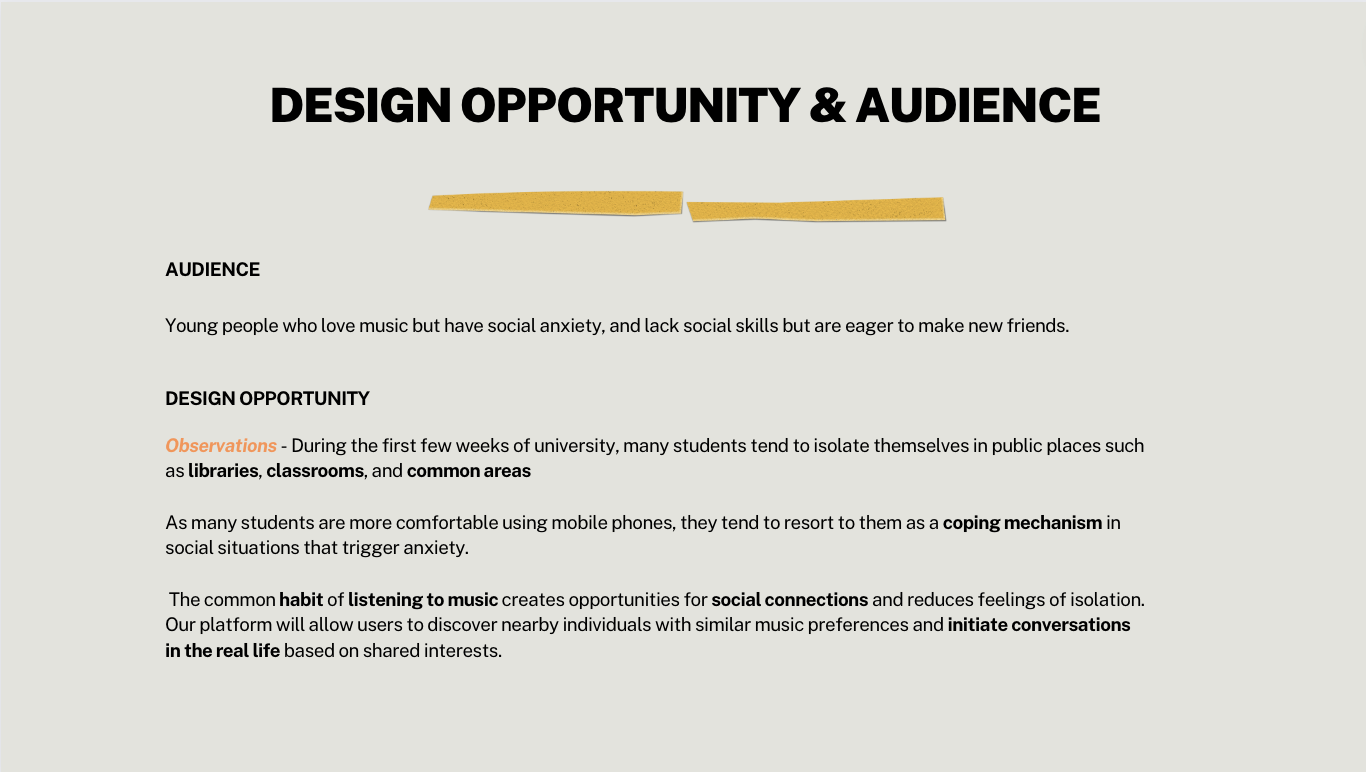 DESIGN OPPORTUNITY & AUDIENCE
AUDIENCE
Young people who love music but have social anxiety, and lack social skills but are eager to make new friends.
DESIGN OPPORTUNITY
Observations - During the first few weeks of university, many students tend to isolate themselves in public places such
as libraries, classrooms, and common areas
As many students are more comfortable using mobile phones, they tend to resort to them as a coping mechanism in
social situations that trigger anxiety.
The common habit of listening to music creates opportunities for social connections and reduces feelings of isolation.
Our platform will allow users to discover nearby individuals with similar music preferences and initiate conversations
in the real life based on shared interests.